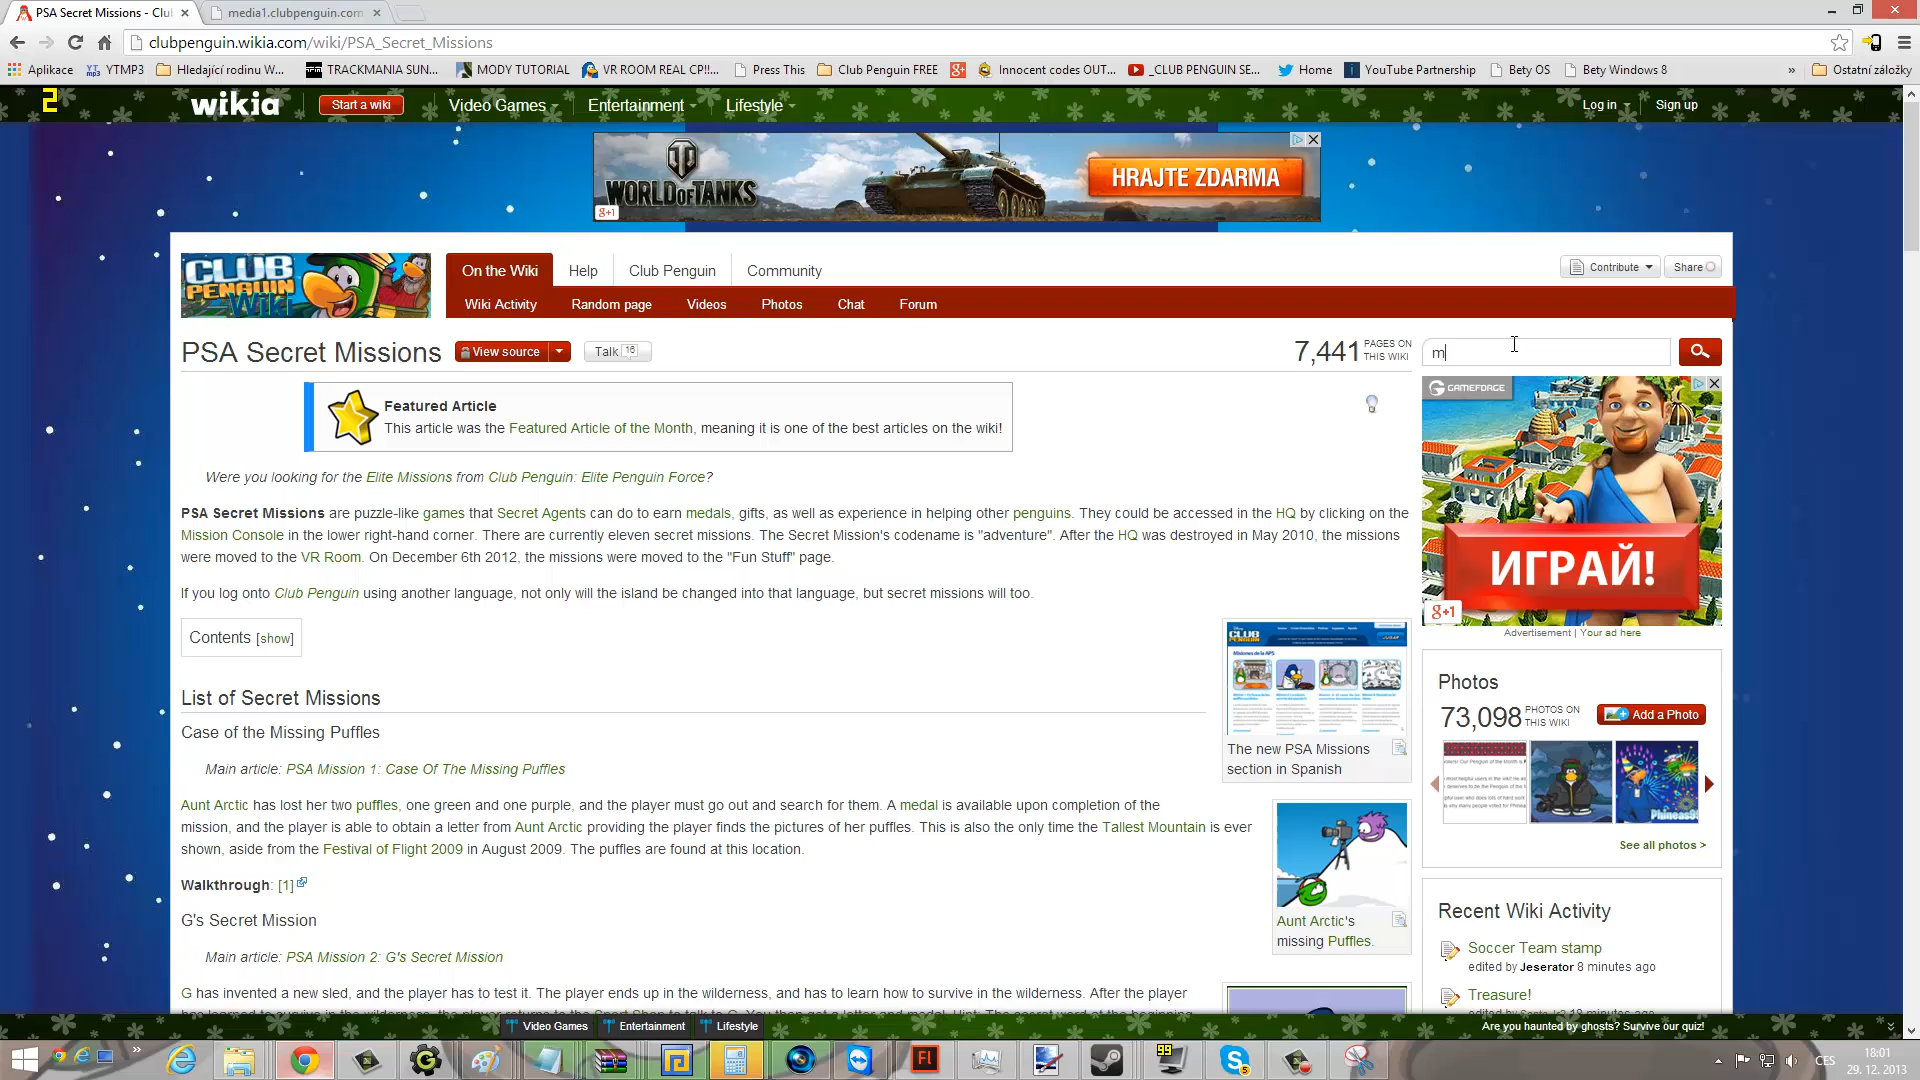 PSA Secret Missions - Clu
media1.clubpenguin.com
clubpenguin.wikia.com/wiki/PSA_Secret_Missions
Aplikace
YTMP3
Hledající rodinu W...
TRACKMANIA SUN...
MODY TUTORIAL
VR ROOM REAL CP!!...
Press This
Club Penguin FREE
Innocent codes OUT...
_CLUB PENGUIN SE...
Home
YouTube Partnership
Bety OS
Bety Windows 8
»
Ostatní záložky
2
wikia
Start a wiki
Video Games
Entertainment
Lifestyle
Log in
Sign up
WORLD OF TANKS
HRAJTE ZDARMA
g+1
CLUB PENGUIN Wiki
On the Wiki
Help
Club Penguin
Community
Contribute
Share
Wiki Activity
Random page
Videos
Photos
Chat
Forum
PSA Secret Missions
View source
Talk 16
7,441 PAGES ON THIS WIKI
m
Featured Article
This article was the Featured Article of the Month, meaning it is one of the best articles on the wiki!
GAMEFORGE
Were you looking for the Elite Missions from Club Penguin: Elite Penguin Force?
PSA Secret Missions are puzzle-like games that Secret Agents can do to earn medals, gifts, as well as experience in helping other penguins. They could be accessed in the HQ by clicking on the
Mission Console in the lower right-hand corner. There are currently eleven secret missions. The Secret Mission's codename is "adventure". After the HQ was destroyed in May 2010, the missions
were moved to the VR Room. On December 6th 2012, the missions were moved to the "Fun Stuff" page.
ИГРАЙ!
g+1
If you log onto Club Penguin using another language, not only will the island be changed into that language, but secret missions will too.
Advertisement | Your ad here
Contents [show]
CLUB PENGUIN
Misiones de la APS
The new PSA Missions
section in Spanish
Photos
73,098 PHOTOS ON THIS WIKI
Add a Photo
Phineas99
See all photos >
List of Secret Missions
Case of the Missing Puffles
Main article: PSA Mission 1: Case Of The Missing Puffles
Aunt Arctic has lost her two puffles, one green and one purple, and the player must go out and search for them. A medal is available upon completion of the
mission, and the player is able to obtain a letter from Aunt Arctic providing the player finds the pictures of her puffles. This is also the only time the Tallest Mountain is ever
shown, aside from the Festival of Flight 2009 in August 2009. The puffles are found at this location.
Aunt Arctic's
missing Puffles.
Walkthrough: [1]
G's Secret Mission
Main article: PSA Mission 2: G's Secret Mission
G has invented a new sled, and the player has to test it. The player ends up in the wilderness, and has to learn how to survive in the wilderness. After the player
Recent Wiki Activity
Soccer Team stamp
edited by Jeserator 8 minutes ago
Treasure!
Video Games
Entertainment
Lifestyle
Are you haunted by ghosts? Survey our quiz!
»
Fl
99
5
CES
18:01
29. 12. 2013